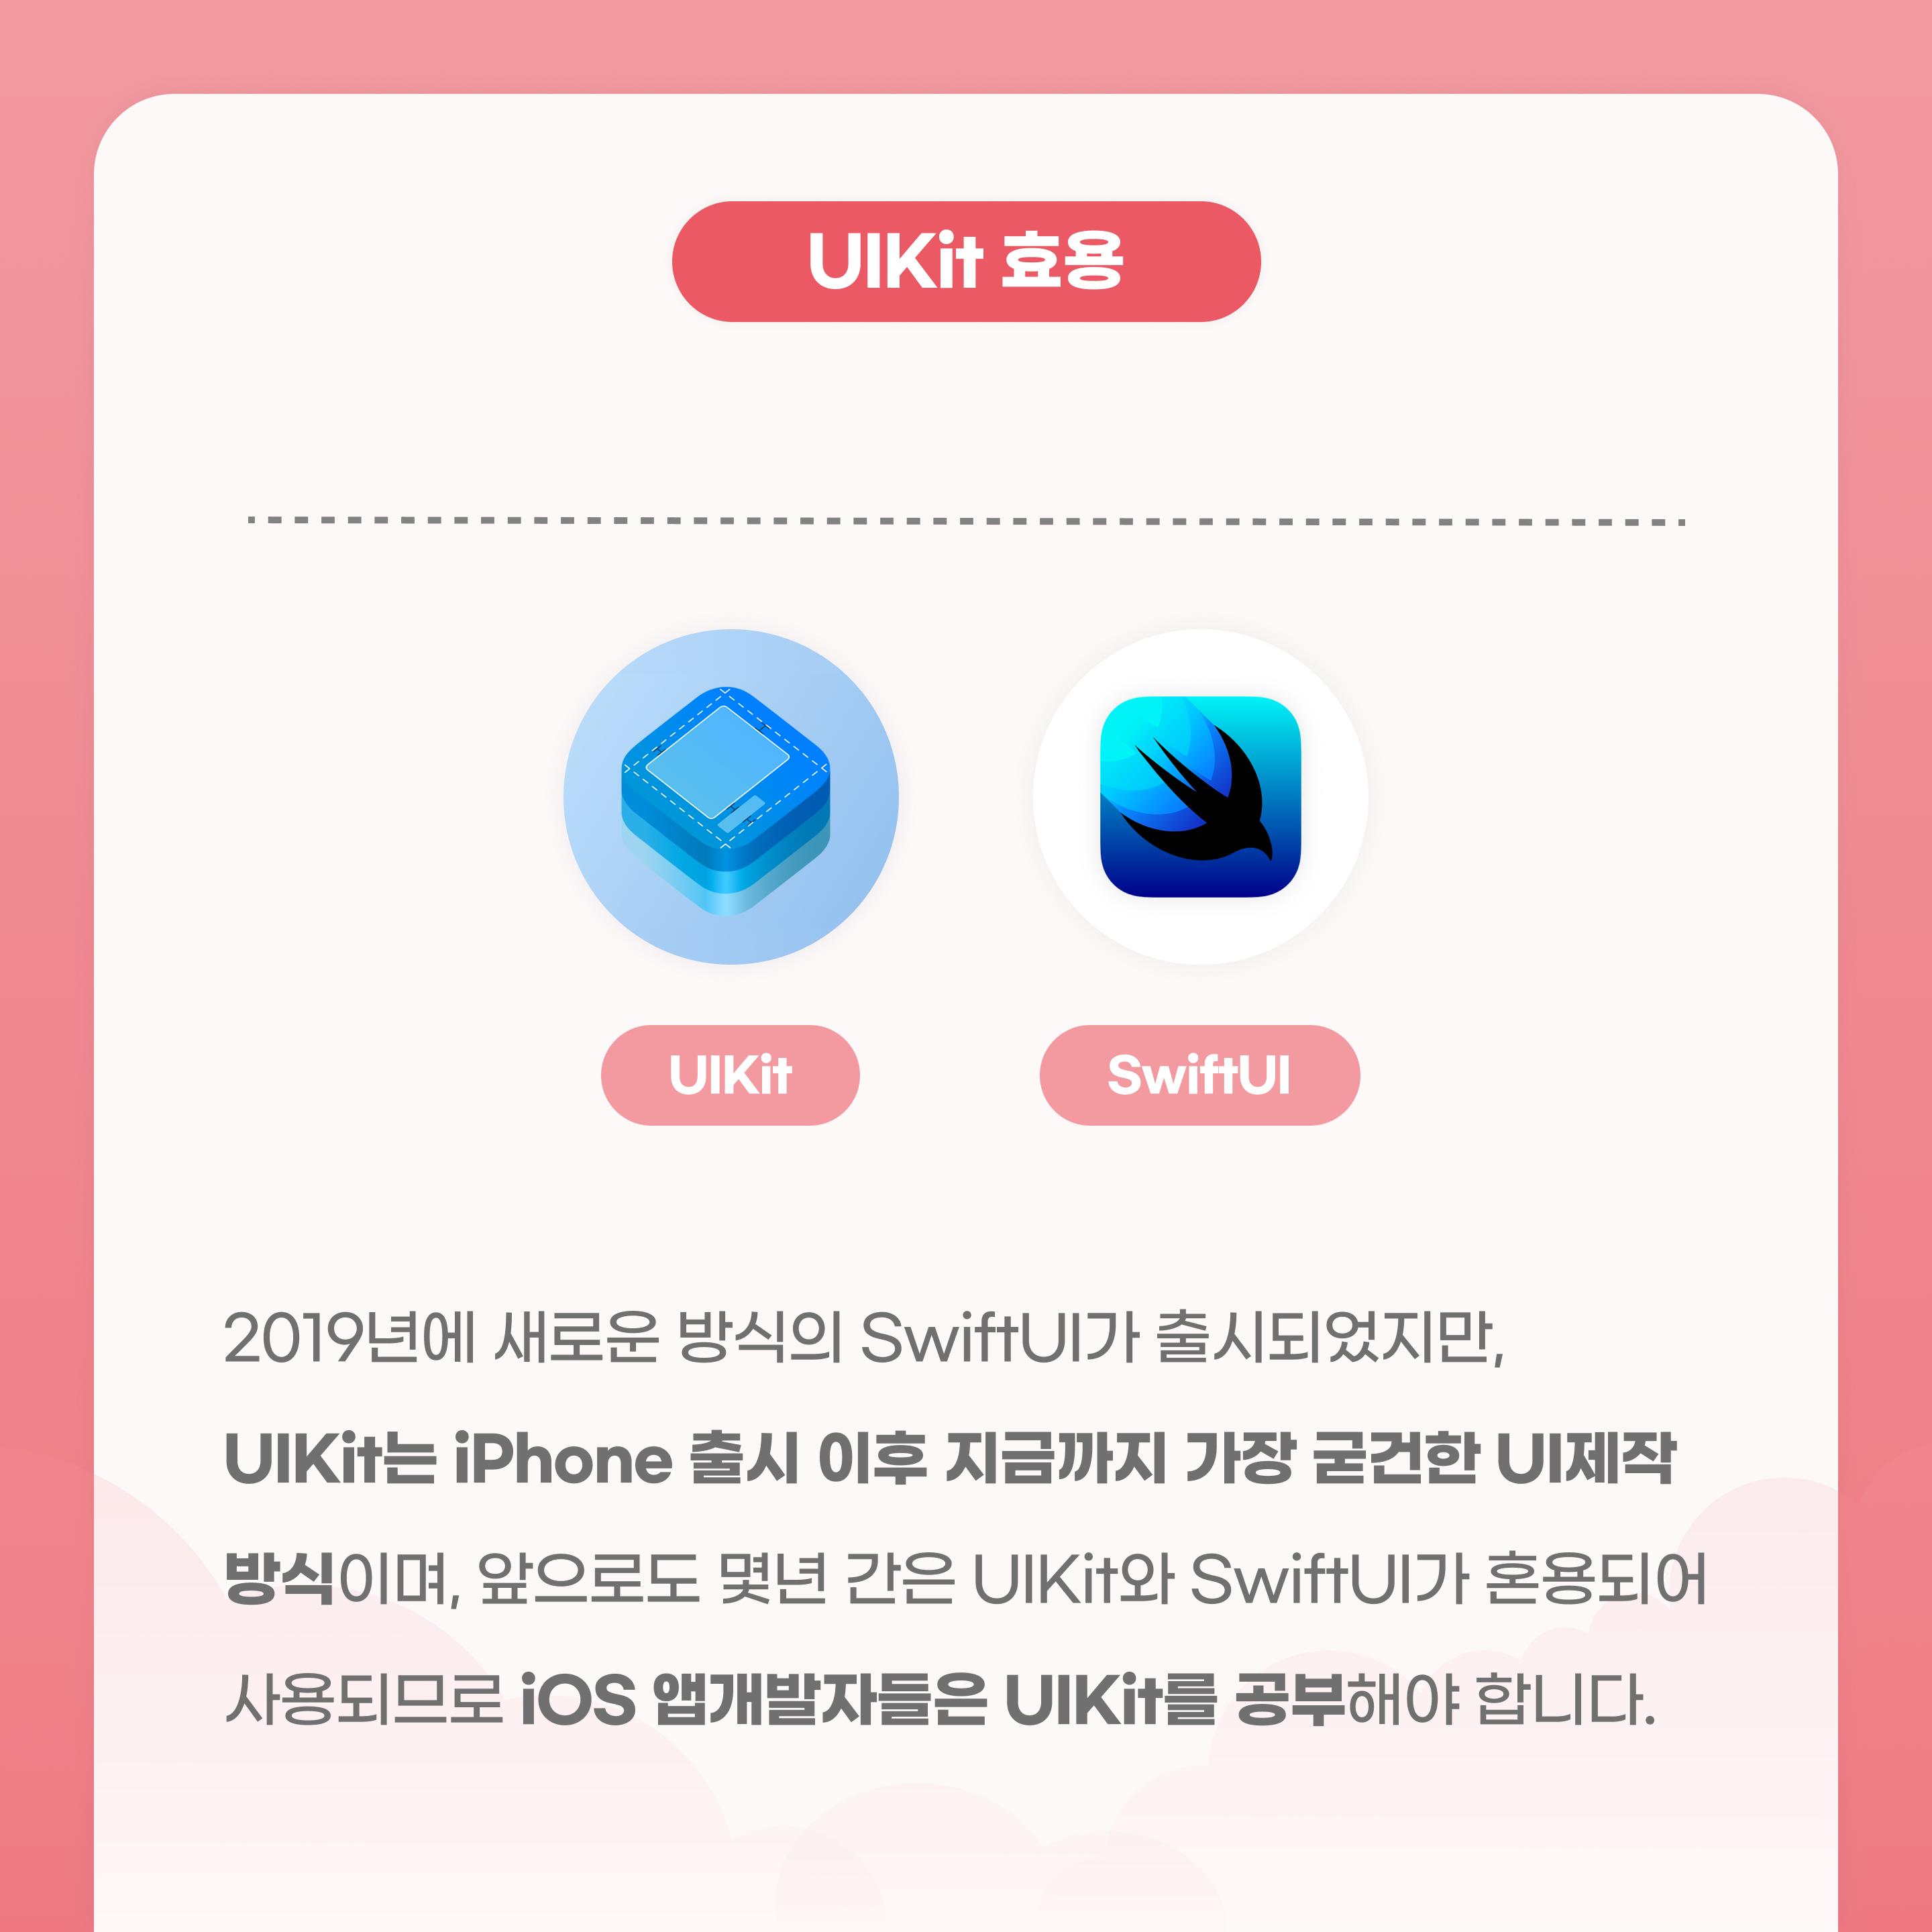 UIKit 효용
UIKit
SwiftUI
2019년에 새로운 방식의 SwiftUI가 출시되었지만,
UIKit는 iPhone 출시 이후 지금까지 가장 근간한 UI제작
방식이며, 앞으로도 몇년 간은 UIKit와 SwiftUI가 혼용되어
사용되므로 iOS 앱개발자들은 UIKit를 공부해야 합니다.